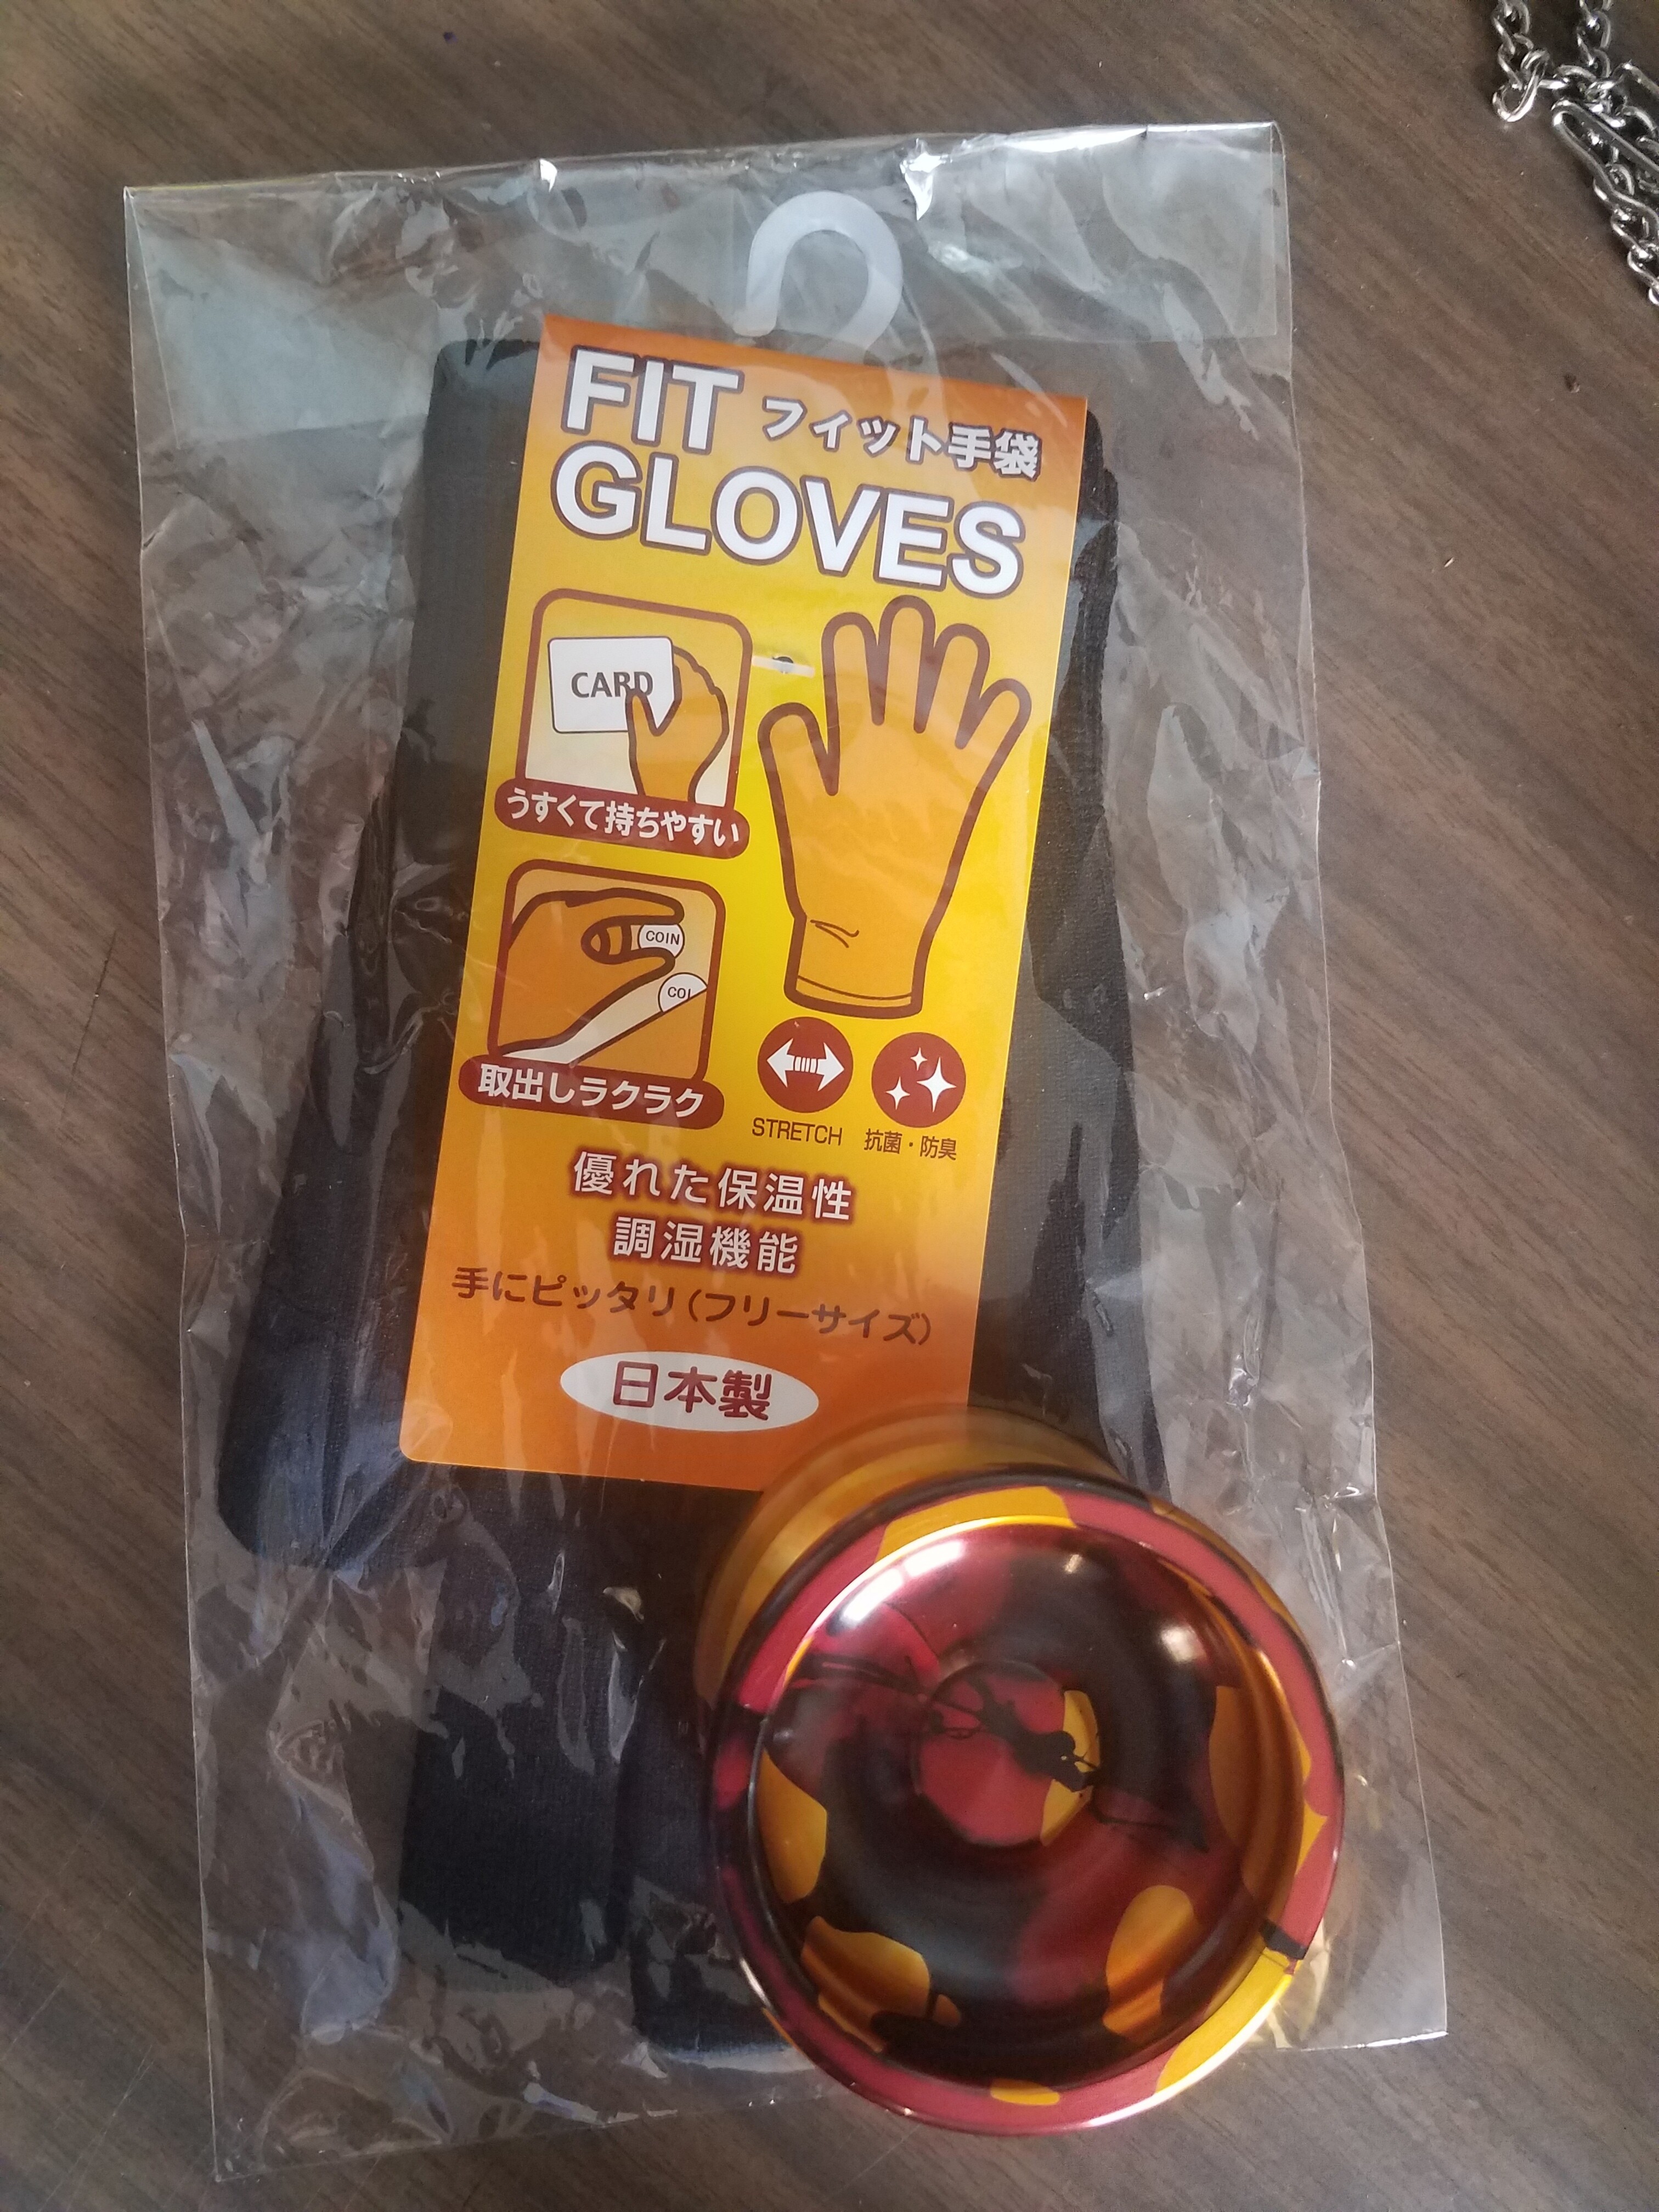 FIT フィット手袋
GLOVES
CARD
うすくて持ちやすい
COIN
COI
取出しラクラク
STRETCH 抗菌・防臭
優れた保温性
調湿機能
手にピッタリ(フリーサイズ)
日本製